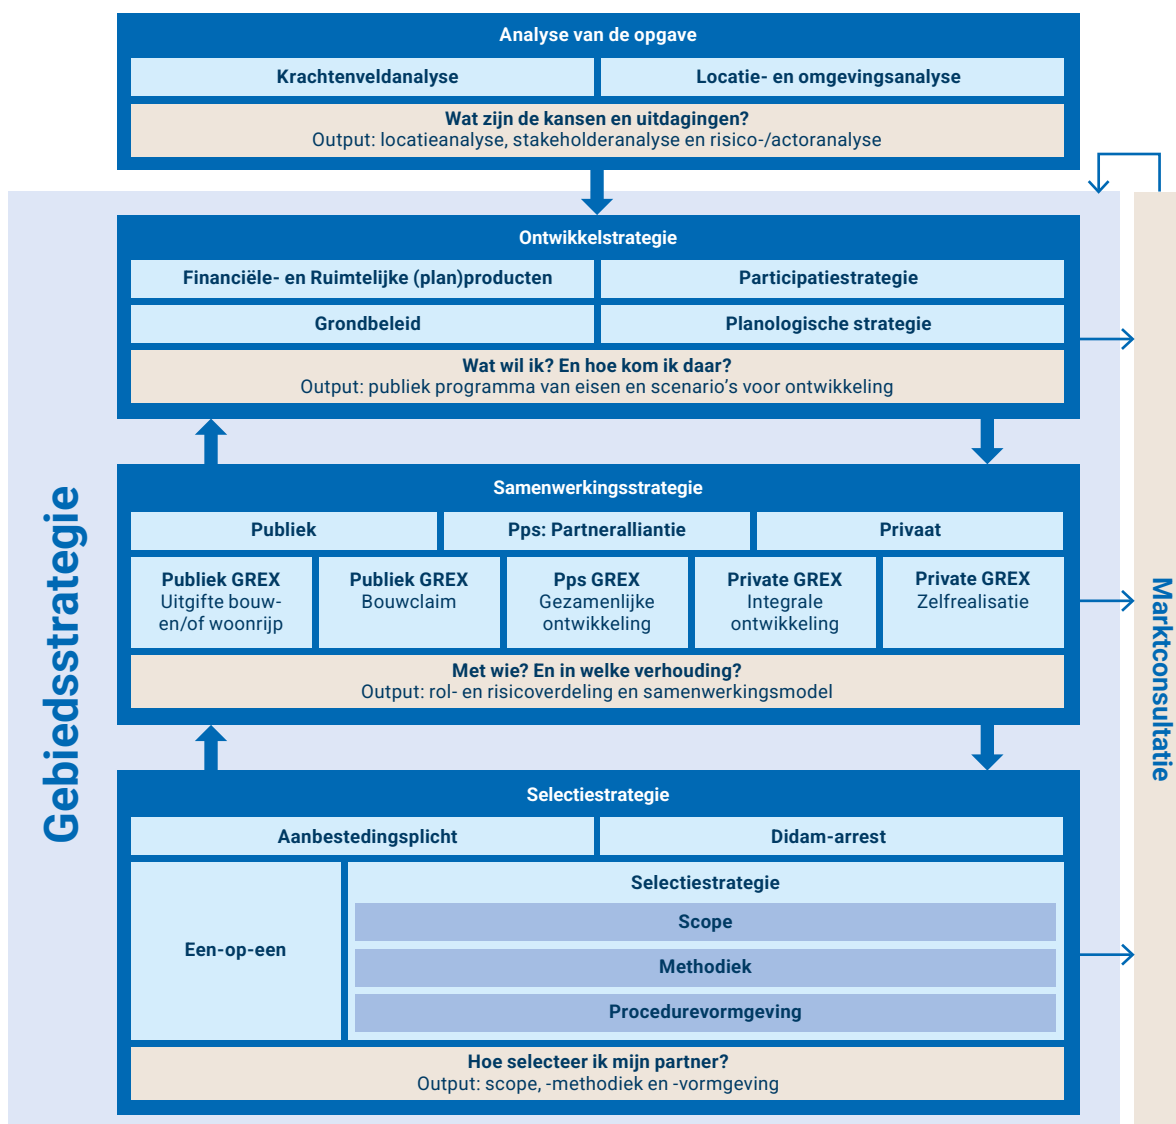 Analyse van de opgave
Krachtenveldanalyse
Locatie- en omgevingsanalyse
Wat zijn de kansen en uitdagingen?
Output: locatieanalyse, stakeholderanalyse en risico-/actoranalyse
Gebiedsstrategie
Ontwikkelstrategie
Financiële- en Ruimtelijke (plan)producten
Participatiestrategie
Grondbeleid
Planologische strategie
Wat wil ik? En hoe kom ik daar?
Output: publiek programma van eisen en scenario's voor ontwikkeling
Samenwerkingsstrategie
Publiek
Pps: Partneralliantie
Privaat
Publiek GREX
Uitgifte bouw-
en/of woonrijp
Publiek GREX
Bouwclaim
Pps GREX
Gezamenlijke
ontwikkeling
Private GREX
Integrale
ontwikkeling
Private GREX
Zelfrealisatie
Met wie? En in welke verhouding?
Output: rol- en risicoverdeling en samenwerkingsmodel
Selectiestrategie
Aanbestedingsplicht
Didam-arrest
Een-op-een
Selectiestrategie
Scope
Methodiek
Procedurevormgeving
Hoe selecteer ik mijn partner?
Output: scope, -methodiek en -vormgeving
Marktconsultatie